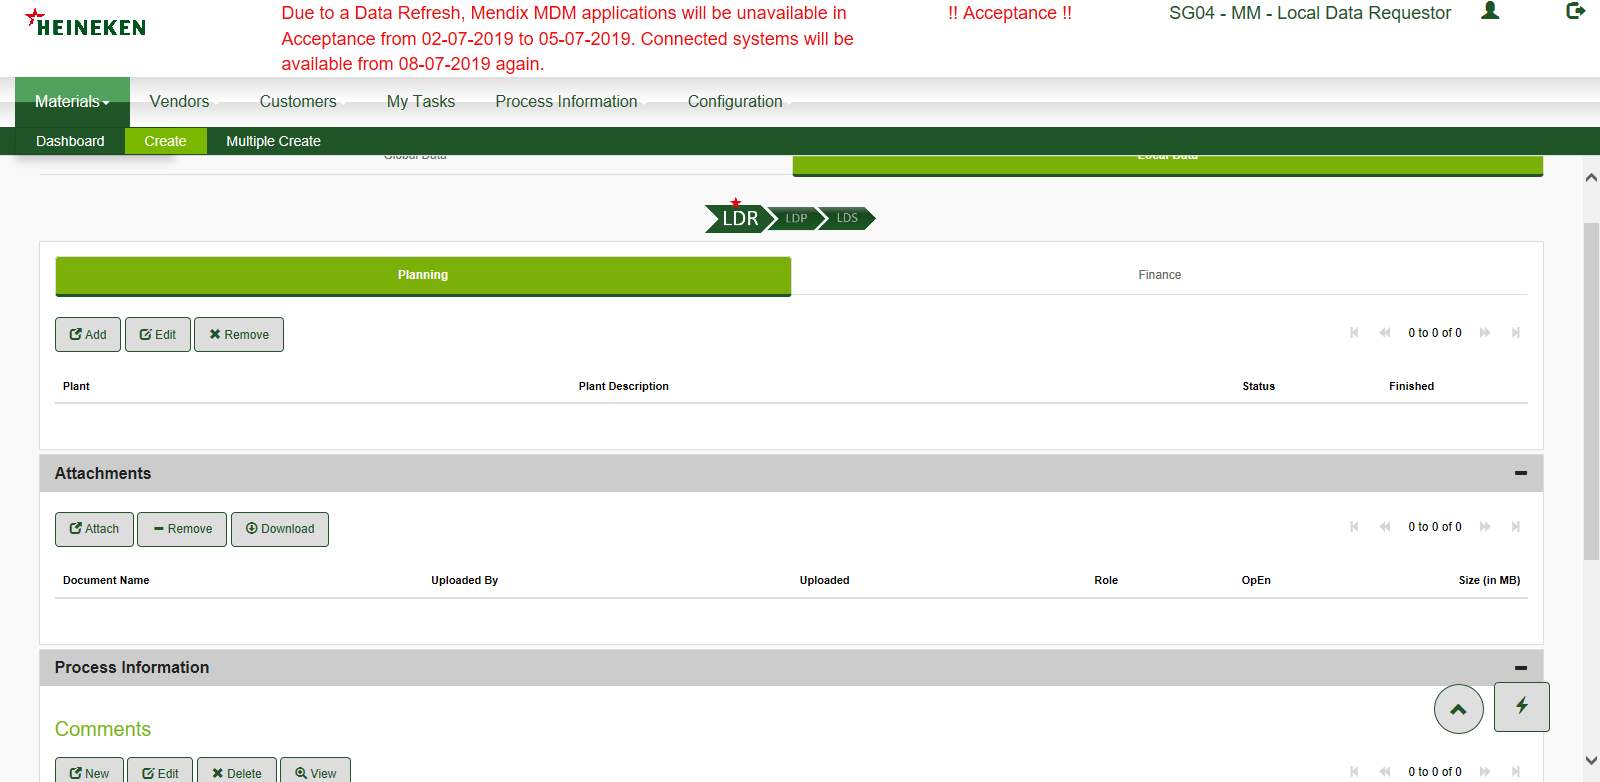 HEINEKEN
Due to a Data Refresh, Mendix MDM applications will be unavailable in
Acceptance from 02-07-2019 to 05-07-2019. Connected systems will be
available from 08-07-2019 again.
!! Acceptance !!
SG04 - MM - Local Data Requestor
Materials Vendors Customers My Tasks Process Information Configuration
Dashboard Create Multiple Create
Global Data Local Data
LDR LDP LDS
Planning Finance
Add Edit Remove 0 to 0 of 0
Plant Plant Description Status Finished
Attachments
Attach Remove Download 0 to 0 of 0
Document Name Uploaded By Uploaded Role OpEn Size (in MB)
Process Information
Comments
New Edit Delete View 0 to 0 of 0